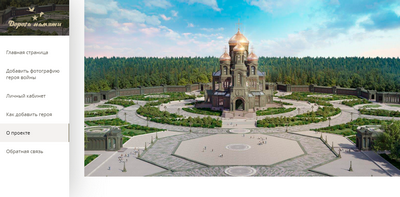 Дорога памяти
Главная страница
Добавить фотографию
героя войны
Личный кабинет
Как добавить героя
О проекте
Обратная связь